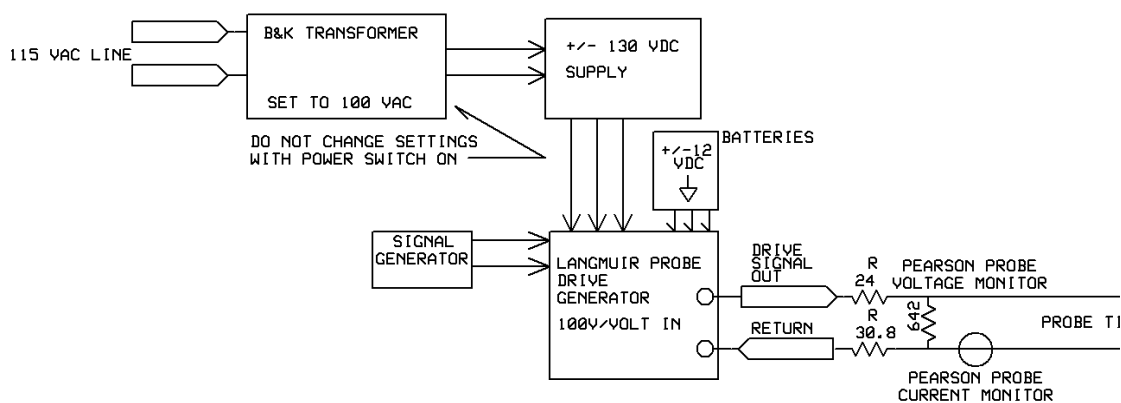 115 VAC LINE
B&K TRANSFORMER
SET TO 100 VAC
+/- 130 VDC
SUPPLY
DO NOT CHANGE SETTINGS
WITH POWER SWITCH ON
BATTERIES
+/-12
VDC
SIGNAL
GENERATOR
LANGMUIR PROBE
DRIVE
GENERATOR
100V/VOLT IN
DRIVE
SIGNAL
OUT
RETURN
R
24
R
30.8
642
PEARSON PROBE
VOLTAGE MONITOR
PROBE TI
PEARSON PROBE
CURRENT MONITOR